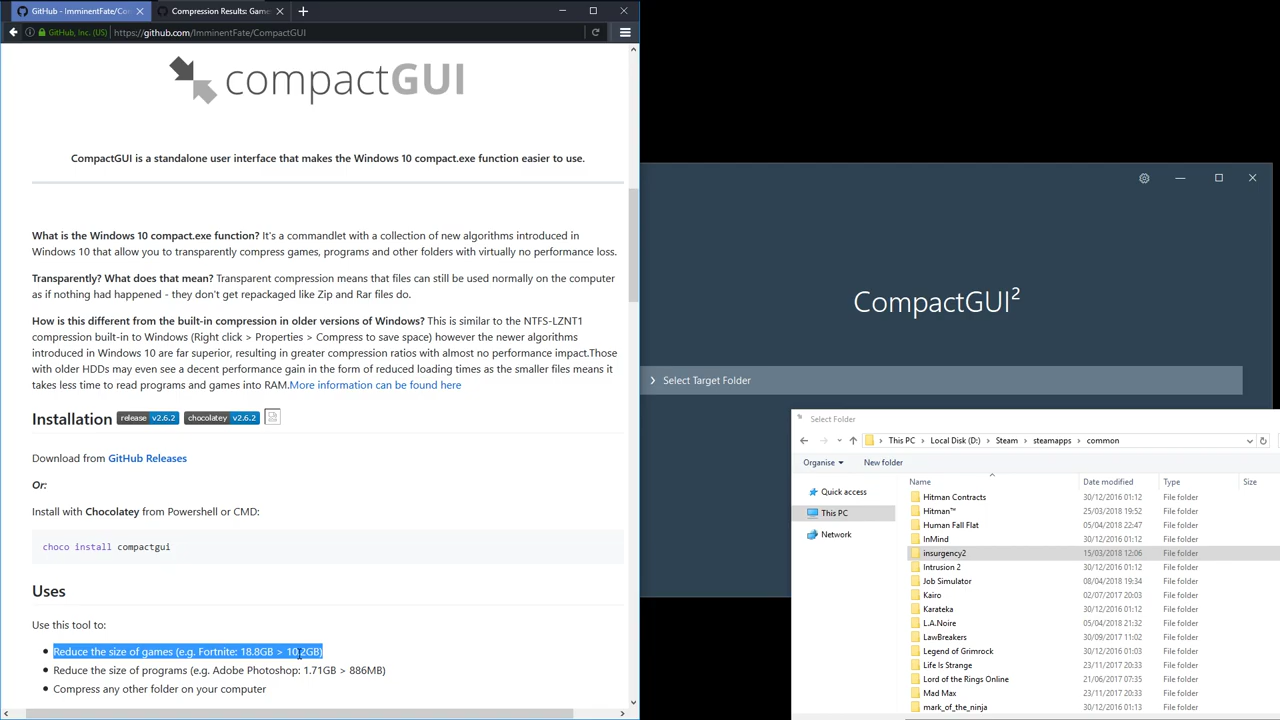 GitHub - ImminentFate/Co
Compression Results: Gam
GitHub, Inc. (US)
https://github.com/ImminentFate/CompactGUI
compactGUI
CompactGUI is a standalone user interface that makes the Windows 10 compact.exe function easier to use.
What is the Windows 10 compact.exe function? It's a commandlet with a collection of new algorithms introduced in
Windows 10 that allow you to transparently compress games, programs and other folders with virtually no performance loss.
Transparently? What does that mean? Transparent compression means that files can still be used normally on the computer
as if nothing had happened - they don't get repackaged like Zip and Rar files do.
How is this different from the built-in compression in older versions of Windows? This is similar to the NTFS-LZNT1
compression built-in to Windows (Right click > Properties > Compress to save space) however the newer algorithms
introduced in Windows 10 are far superior, resulting in greater compression ratios with almost no performance impact.Those
with older HDDs may even see a decent performance gain in the form of reduced loading times as the smaller files means it
takes less time to read programs and games into RAM.More information can be found here
Installation release v2.6.2 chocolatey v2.6.2
Download from GitHub Releases
Or:
Install with Chocolatey from Powershell or CMD:
choco install compactgui
Uses
Use this tool to:
Reduce the size of games (e.g. Fortnite: 18.8GB > 10.2GB)
Reduce the size of programs (e.g. Adobe Photoshop: 1.71GB > 886MB)
Compress any other folder on your computer
CompactGUI²
Select Target Folder
Select Folder
This PC > Local Disk (D:) > Steam > steamapps > common
Organise New folder
Quick access
This PC
Network
Name Date modified Type Size
Hitman Contracts 30/12/2016 01:12 File folder
Hitman™ 25/03/2018 19:52 File folder
Human Fall Flat 05/04/2018 22:47 File folder
InMind 30/12/2016 01:12 File folder
insurgency2 15/03/2018 12:06 File folder
Intrusion 2 30/12/2016 01:12 File folder
Job Simulator 08/04/2018 19:34 File folder
Kairo 02/07/2017 20:03 File folder
Karateka 30/12/2016 01:12 File folder
L.A.Noire 05/04/2018 21:32 File folder
LawBreakers 30/09/2017 11:03 File folder
Legend of Grimrock 30/12/2016 01:12 File folder
Life Is Strange 23/11/2017 20:33 File folder
Lord of the Rings Online 21/06/2017 07:35 File folder
Mad Max 23/11/2017 20:33 File folder
mark_of_the_ninja 30/12/2016 01:12 File folder